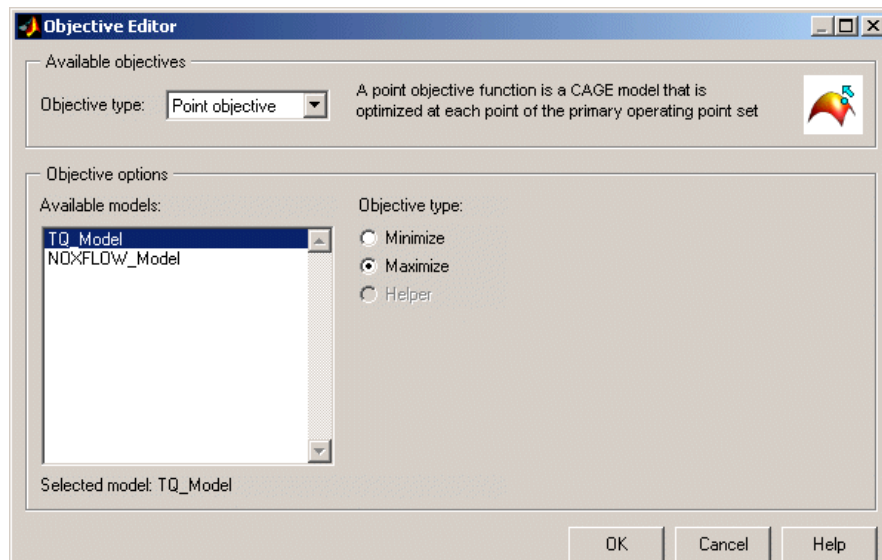 Objective Editor
Available objectives
Objective type: Point objective
A point objective function is a CAGE model that is
optimized at each point of the primary operating point set
Objective options
Available models:
TQ_Model
NOXFLOW_Model
Selected model: TQ_Model
Objective type:
Minimize
Maximize
Helper
OK Cancel Help